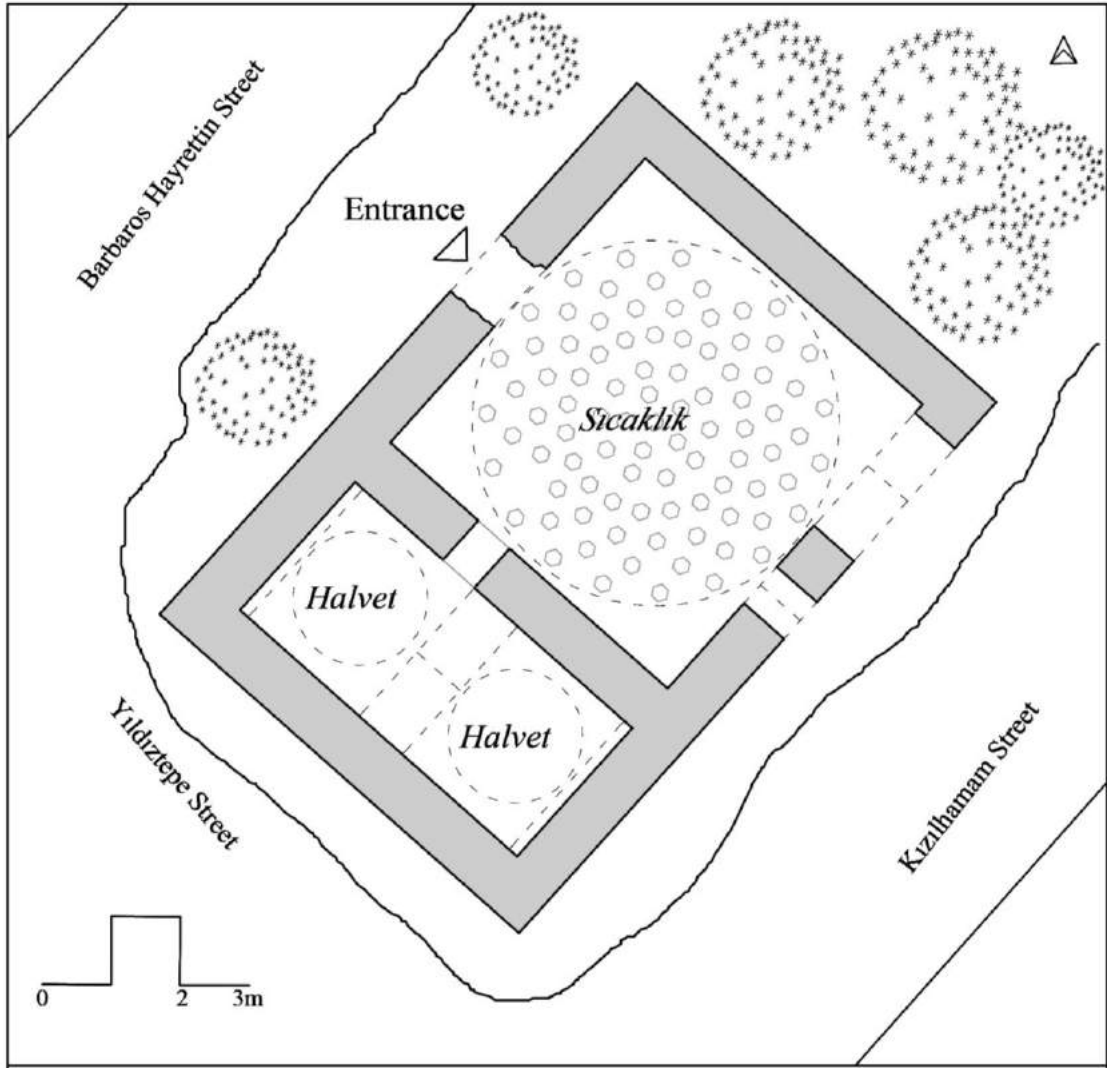 Barbaros Hayrettin Street
Entrance
Sıcaklık
Halvet
Halvet
Yıldıztepe Street
Kızılhamam Street
0 2 3m